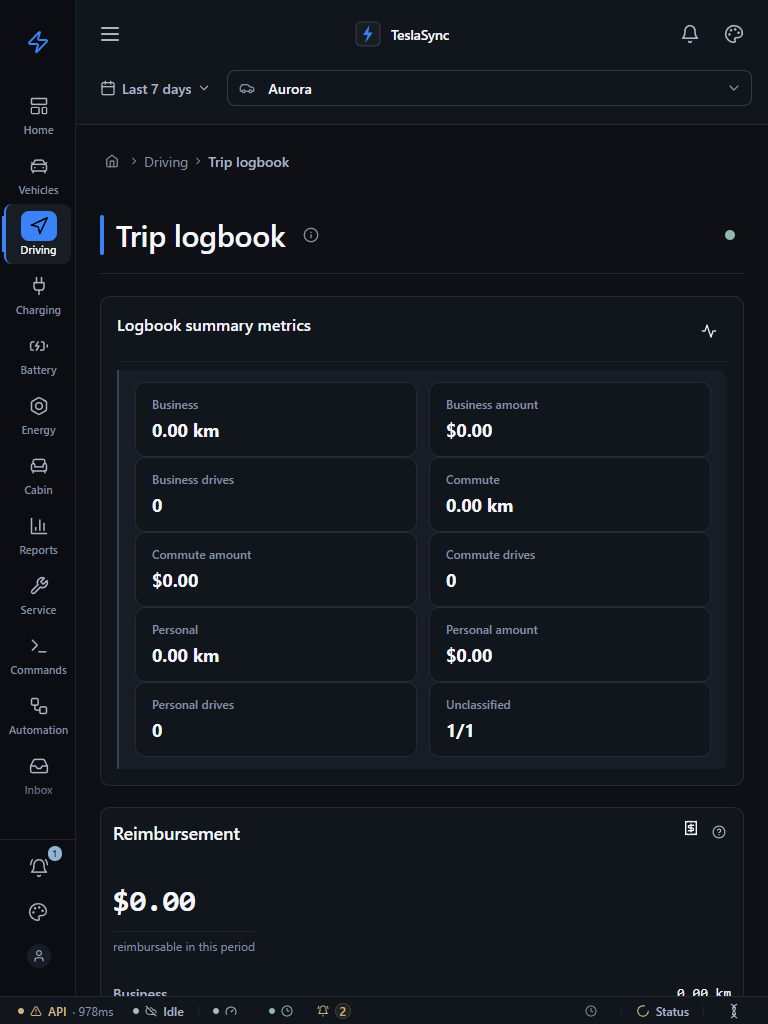 TeslaSync
Last 7 days
Aurora
Home
Vehicles
Driving
Charging
Battery
Energy
Cabin
Reports
Service
Commands
Automation
Inbox
1
Driving > Trip logbook
Trip logbook
Logbook summary metrics
Business
0.00 km
Business amount
$0.00
Business drives
0
Commute
0.00 km
Commute amount
$0.00
Commute drives
0
Personal
0.00 km
Personal amount
$0.00
Personal drives
0
Unclassified
1/1
Reimbursement
$0.00
reimbursable in this period
Business 0.00 km
API · 978ms Idle 2 Status